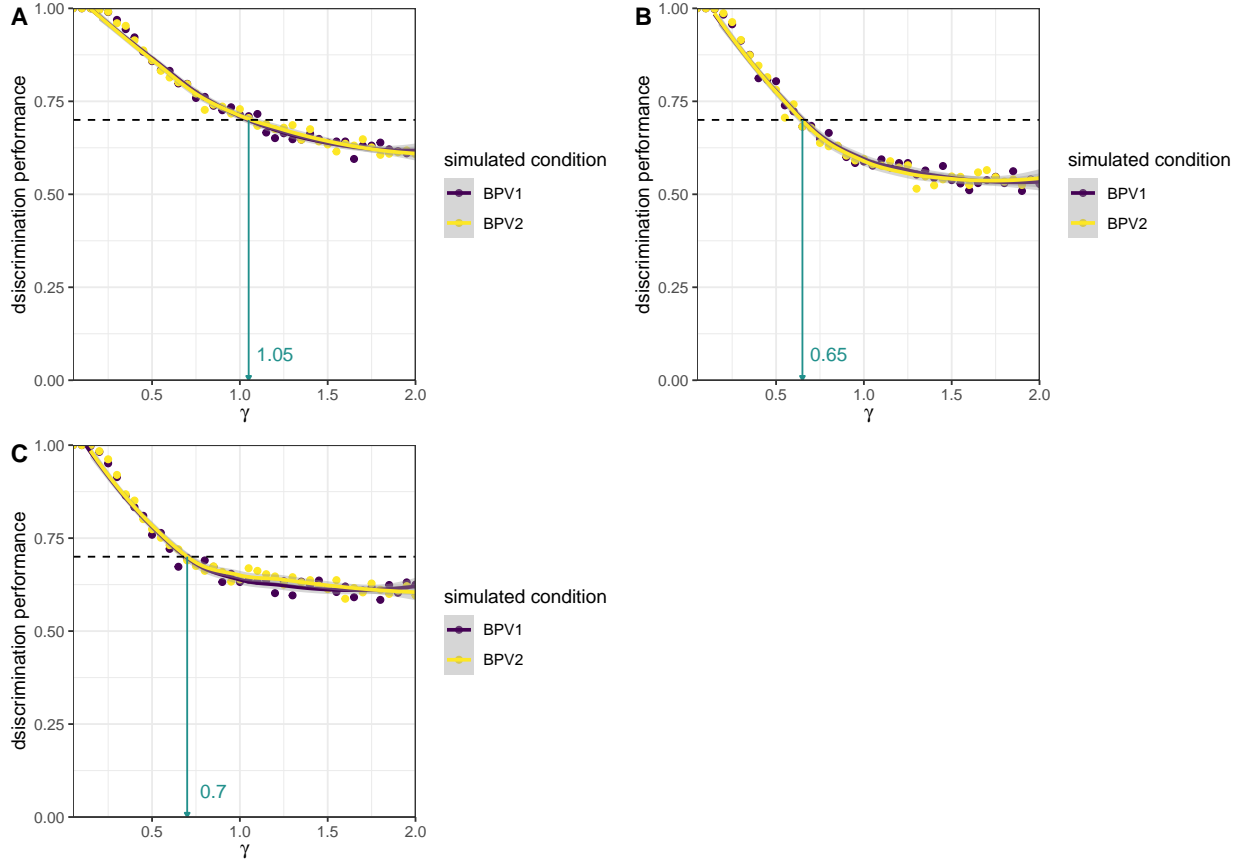 A
dsiscrimination performance
1.00
0.75
0.50
0.25
0.00
1.05
0.5
1.0
1.5
2.0
γ
simulated condition
BPV1
BPV2
B
dsiscrimination performance
1.00
0.75
0.50
0.25
0.00
0.65
0.5
1.0
1.5
2.0
γ
simulated condition
BPV1
BPV2
C
dsiscrimination performance
1.00
0.75
0.50
0.25
0.00
0.7
0.5
1.0
1.5
2.0
γ
simulated condition
BPV1
BPV2